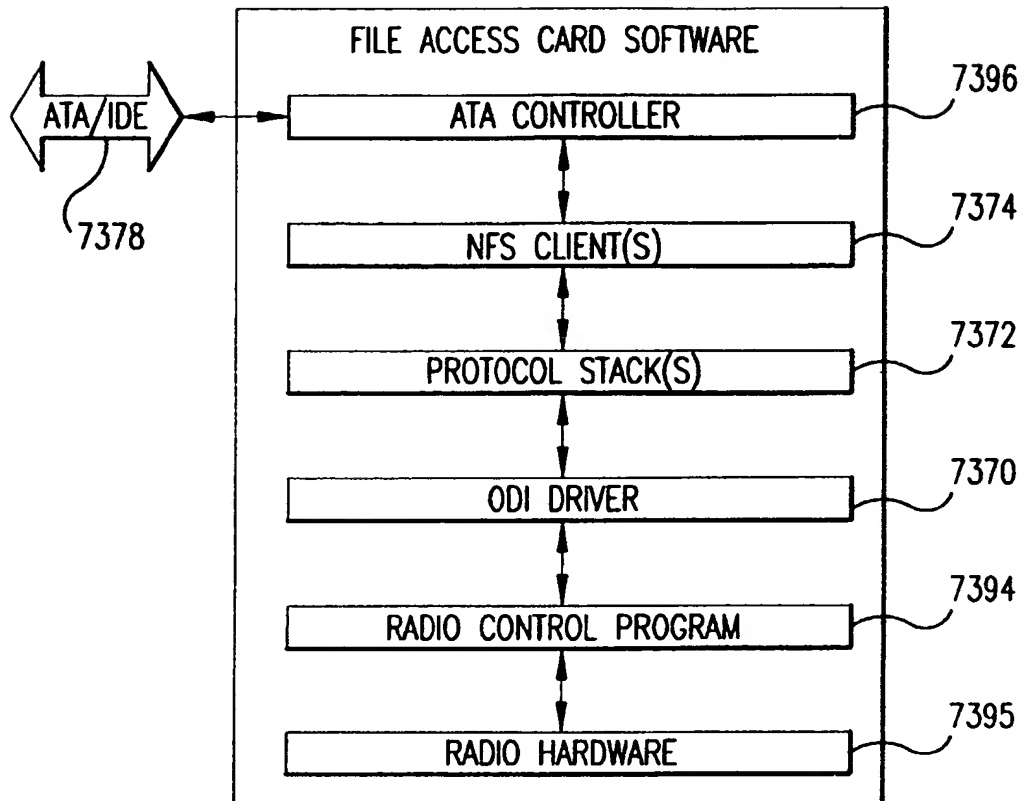 FILE ACCESS CARD SOFTWARE
ATA/IDE
7378
ATA CONTROLLER
7396
NFS CLIENT(S)
7374
PROTOCOL STACK(S)
7372
ODI DRIVER
7370
RADIO CONTROL PROGRAM
7394
RADIO HARDWARE
7395